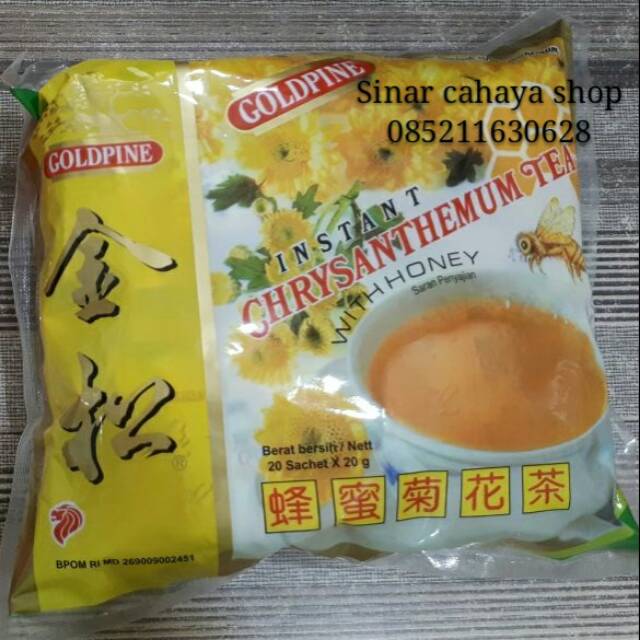 Sinar cahaya shop
085211630628
GOLDPINE
GOLDPINE
金松
®
INSTANT
CHRYSANTHEMUM TEA
WITH HONEY
Saran Penyajian
Berat bersih / Nett
20 Sachet X 20 g
蜂蜜菊花茶
BPOM RI MD 269009002451